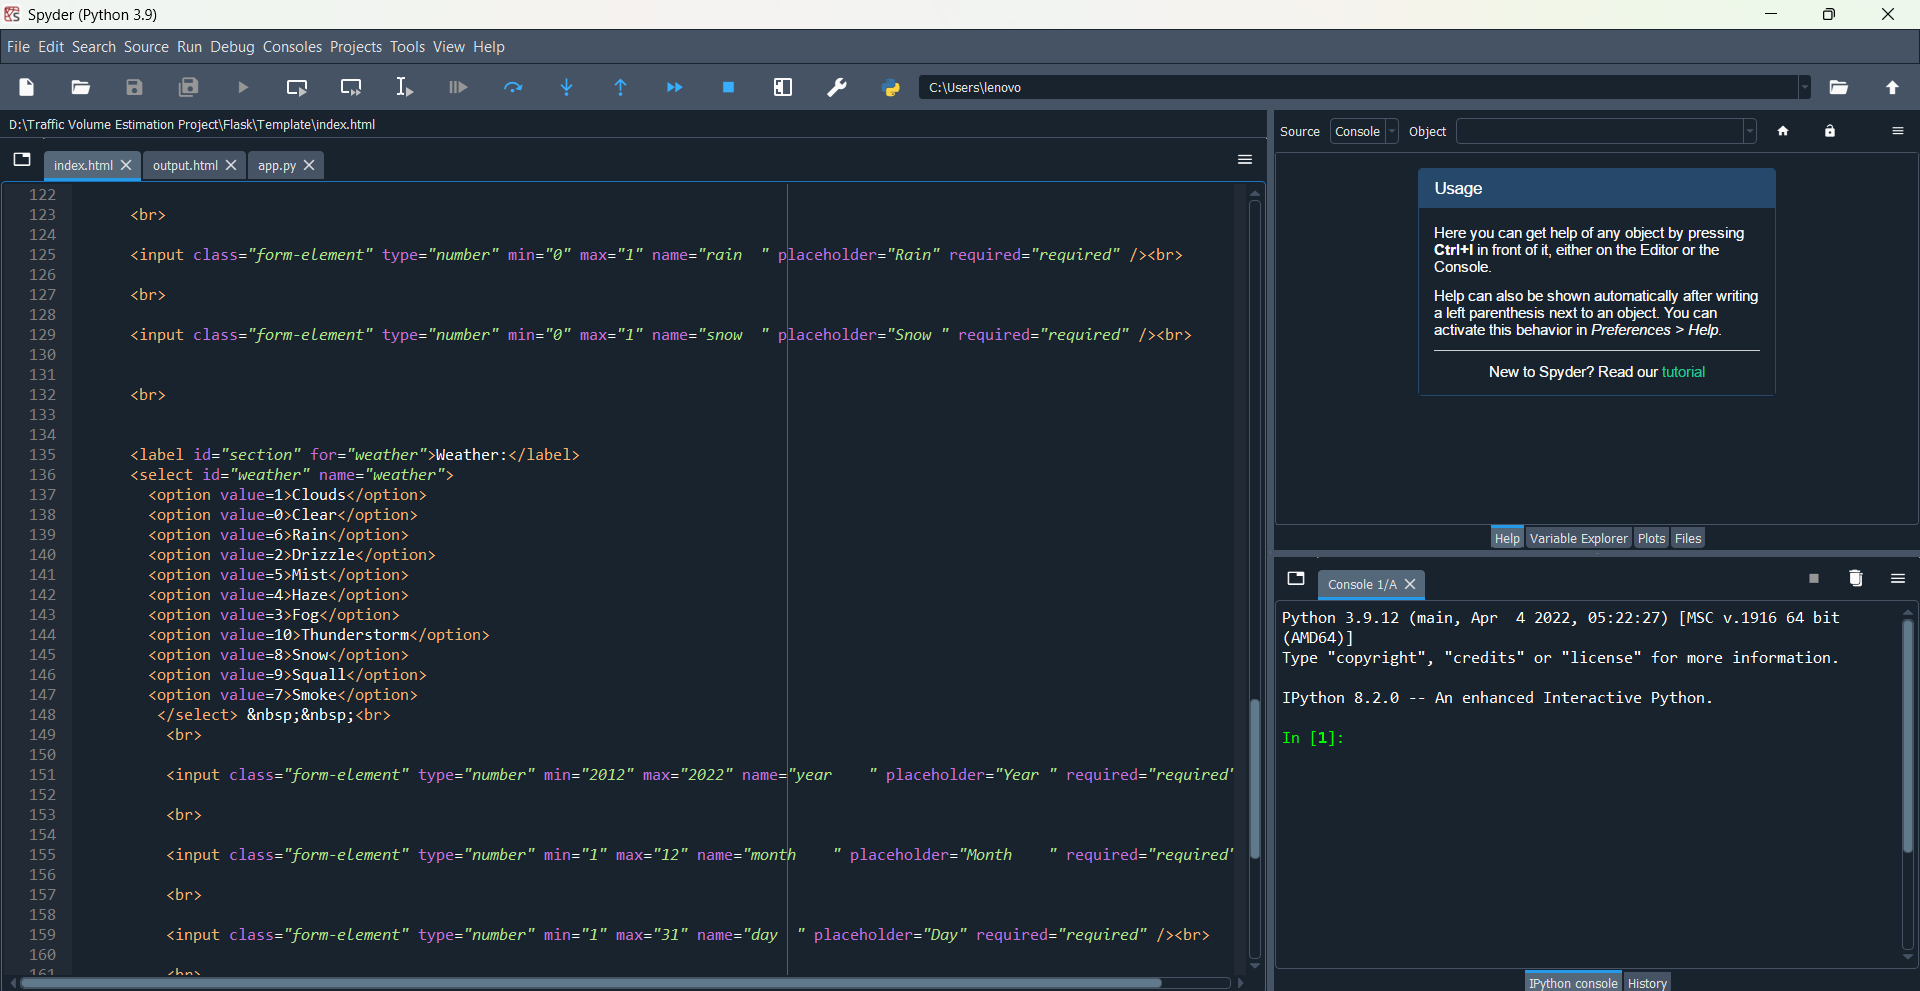 Spyder (Python 3.9)
File Edit Search Source Run Debug Consoles Projects Tools View Help
C:\Users\lenovo
D:\Traffic Volume Estimation Project\Flask\Template\index.html
index.html output.html app.py
122
123 <br>
124
125 <input class="form-element" type="number" min="0" max="1" name="rain  " placeholder="Rain" required="required" /><br>
126
127 <br>
128
129 <input class="form-element" type="number" min="0" max="1" name="snow  " placeholder="Snow " required="required" /><br>
130
131
132 <br>
133
134
135 <label id="section" for="weather">Weather:</label>
136 <select id="weather" name="weather">
137 <option value=1>Clouds</option>
138 <option value=0>Clear</option>
139 <option value=6>Rain</option>
140 <option value=2>Drizzle</option>
141 <option value=5>Mist</option>
142 <option value=4>Haze</option>
143 <option value=3>Fog</option>
144 <option value=10>Thunderstorm</option>
145 <option value=8>Snow</option>
146 <option value=9>Squall</option>
147 <option value=7>Smoke</option>
148 </select> &nbsp;&nbsp;<br>
149 <br>
150
151 <input class="form-element" type="number" min="2012" max="2022" name="year    " placeholder="Year " required="required"
152
153 <br>
154
155 <input class="form-element" type="number" min="1" max="12" name="month    " placeholder="Month    " required="required"
156
157 <br>
158
159 <input class="form-element" type="number" min="1" max="31" name="day  " placeholder="Day" required="required" /><br>
160
161 <br>
Source Console Object
Usage
Here you can get help of any object by pressing
Ctrl+I in front of it, either on the Editor or the
Console.
Help can also be shown automatically after writing
a left parenthesis next to an object. You can
activate this behavior in Preferences > Help.
New to Spyder? Read our tutorial
Help Variable Explorer Plots Files
Console 1/A
Python 3.9.12 (main, Apr  4 2022, 05:22:27) [MSC v.1916 64 bit
(AMD64)]
Type "copyright", "credits" or "license" for more information.
IPython 8.2.0 -- An enhanced Interactive Python.
In [1]:
IPython console History